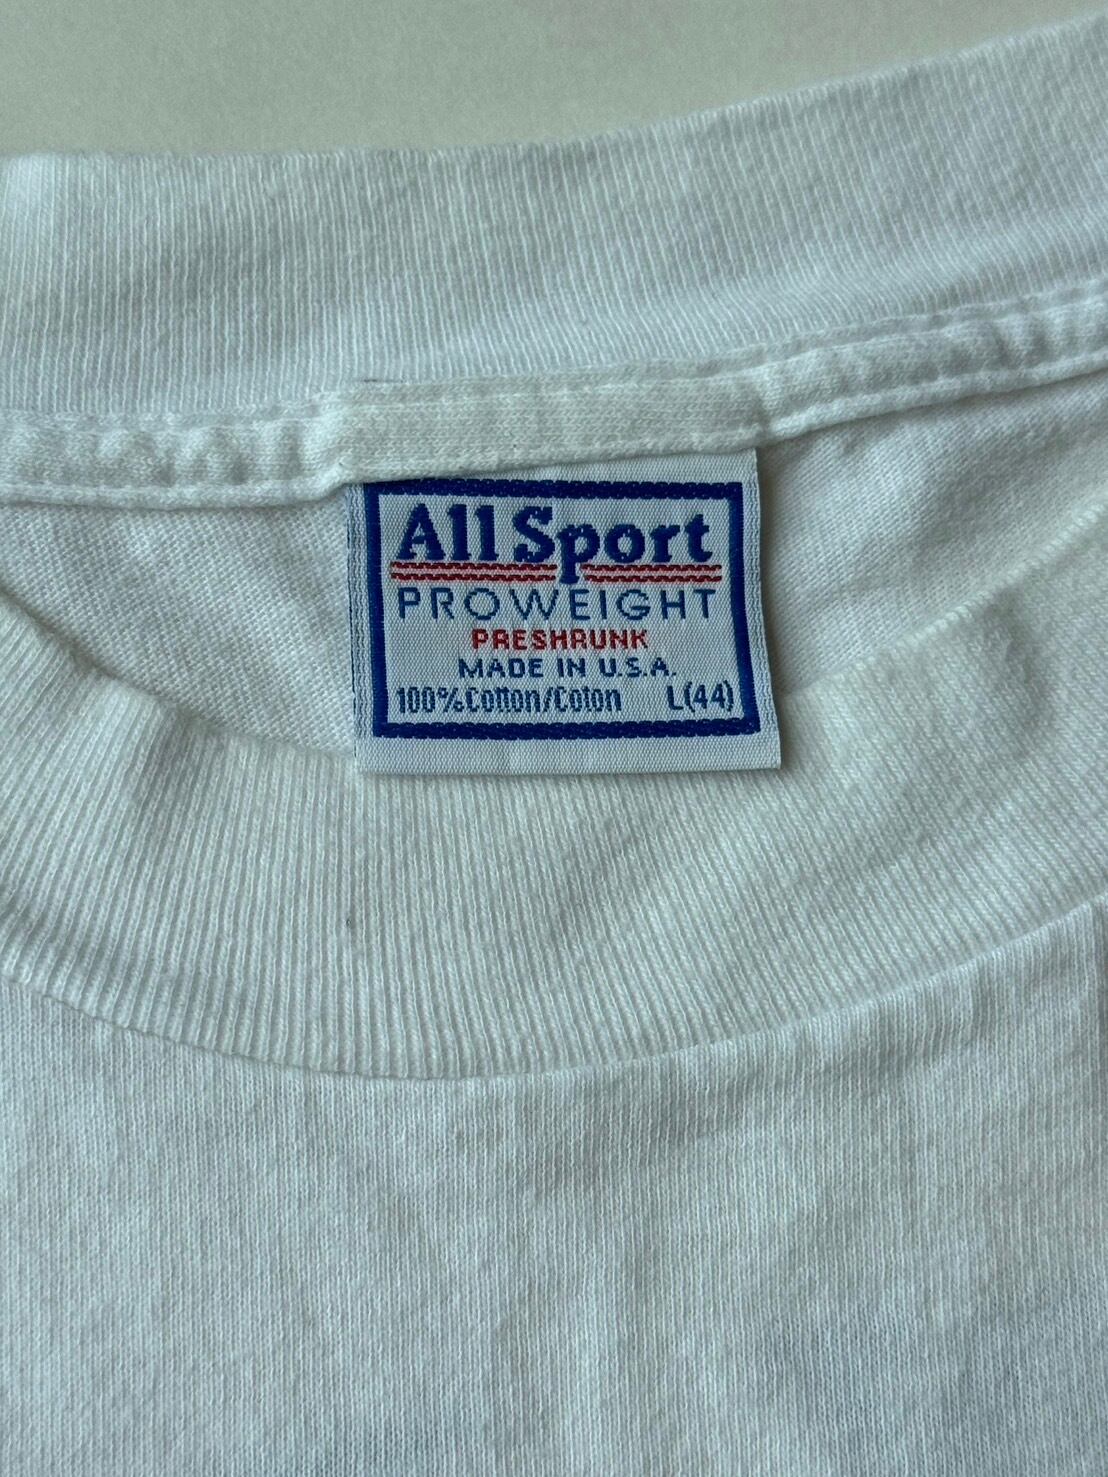 All Sport
PROWEIGHT
PRESHRUNK
MADE IN U.S.A.
100% Cotton/Coton L(44)